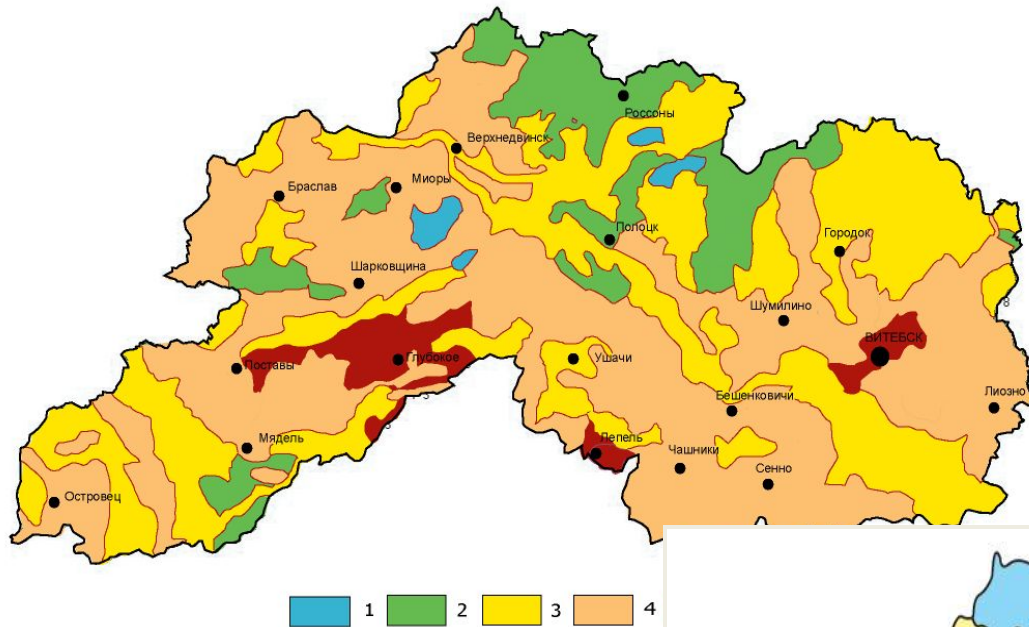 Россоны
Верхнедвинск
Миоры
Браслав
Полоцк
Городок
Шарковщина
Шумилино
8
ВИТЕБСК
Ушачи
Глубокое
Поставы
Лиозно
Бешенковичи
Лепель
Мядель
Чашники
Сенно
Островец
1 2 3 4